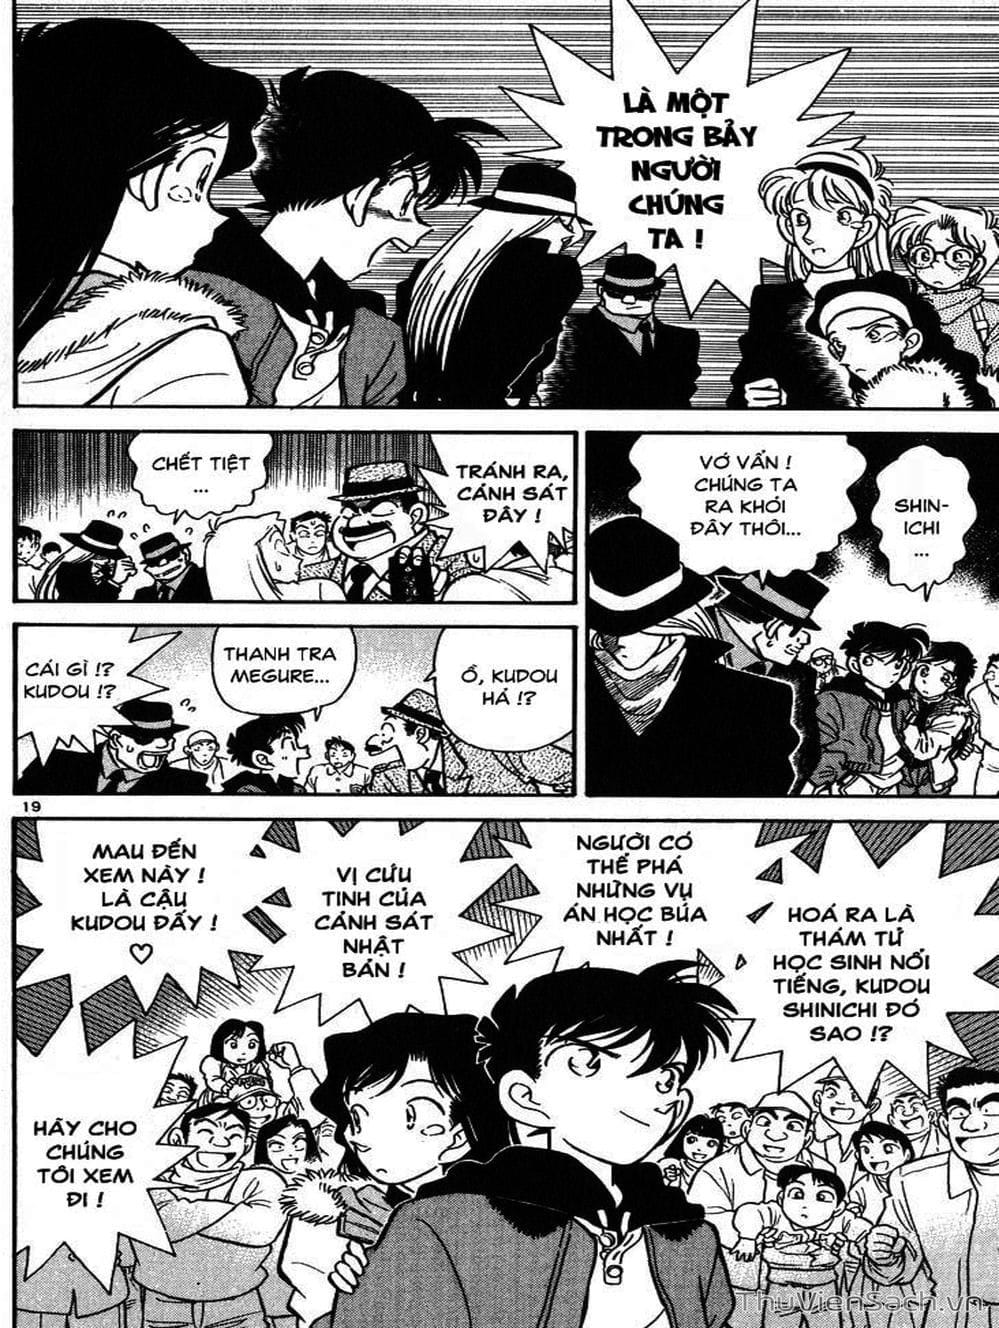 LÀ MỘT
TRONG BẢY
NGƯỜI
CHÚNG
TA !
SHIN-
ICHI
...
VỚ VẨN !
CHÚNG TA
RA KHỎI
ĐÂY THÔI...
TRÁNH RA,
CẢNH SÁT
ĐÂY !
CHẾT TIỆT
...
Ồ, KUDOU
HẢ !?
THANH TRA
MEGURE...
CÁI GÌ !?
KUDOU !?
19
HOÁ RA LÀ
THÁM TỬ
HỌC SINH NỔI
TIẾNG, KUDOU
SHINICHI ĐÓ
SAO !?
NGƯỜI CÓ
THỂ PHÁ
NHỮNG VỤ
ÁN HỌC BÚA
NHẤT !
VỊ CỨU
TINH CỦA
CẢNH SÁT
NHẬT
BẢN !
MAU ĐẾN
XEM NÀY !
LÀ CẬU
KUDOU ĐẤY !
♡
HÃY CHO
CHÚNG
TÔI XEM
ĐI !
ThuVienSach.vn